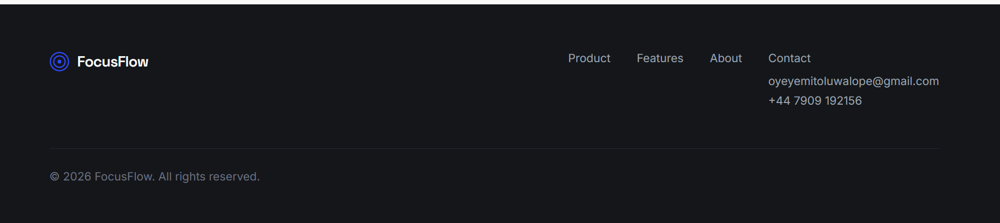 FocusFlow
Product
Features
About
Contact
oyeyemitoluwalope@gmail.com
+44 7909 192156
© 2026 FocusFlow. All rights reserved.